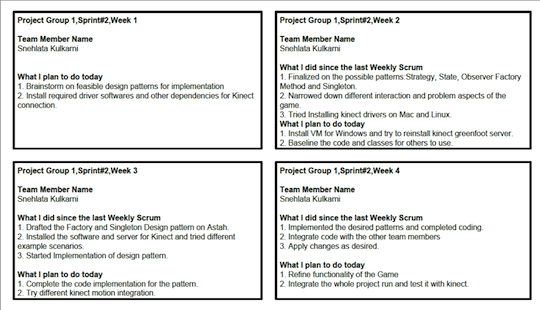 Project Group 1,Sprint#2,Week 1
Team Member Name
Snehlata Kulkarni
What I plan to do today
1. Brainstorm on feasible design patterns for implementation
2. Install required driver softwares and other dependencies for Kinect
connection.
Project Group 1,Sprint#2,Week 2
Team Member Name
Snehlata Kulkarni
What I did since the last Weekly Scrum
1. Finalized on the possible patterns:Strategy, State, Observer Factory
Method and Singleton.
2. Narrowed down different interaction and problem aspects of the
game.
3. Tried Installing kinect drivers on Mac and Linux.
What I plan to do today
1. Install VM for Windows and try to reinstall kinect greenfoot server.
2. Baseline the code and classes for others to use.
Project Group 1,Sprint#2,Week 3
Team Member Name
Snehlata Kulkarni
What I did since the last Weekly Scrum
1. Drafted the Factory and Singleton Design pattern on Astah.
2. Installed the software and server for Kinect and tried different
example scenarios.
3. Started Implementation of design pattern.
What I plan to do today
1. Complete the code implementation for the pattern.
2. Try different kinect motion integration.
Project Group 1,Sprint#2,Week 4
Team Member Name
Snehlata Kulkarni
What I did since the last Weekly Scrum
1. Implemented the desired patterns and completed coding.
2. Integrate code with the other team members
3. Apply changes as desired.
What I plan to do today
1. Refine functionality of the Game
2. Integrate the whole project run and test it with kinect.